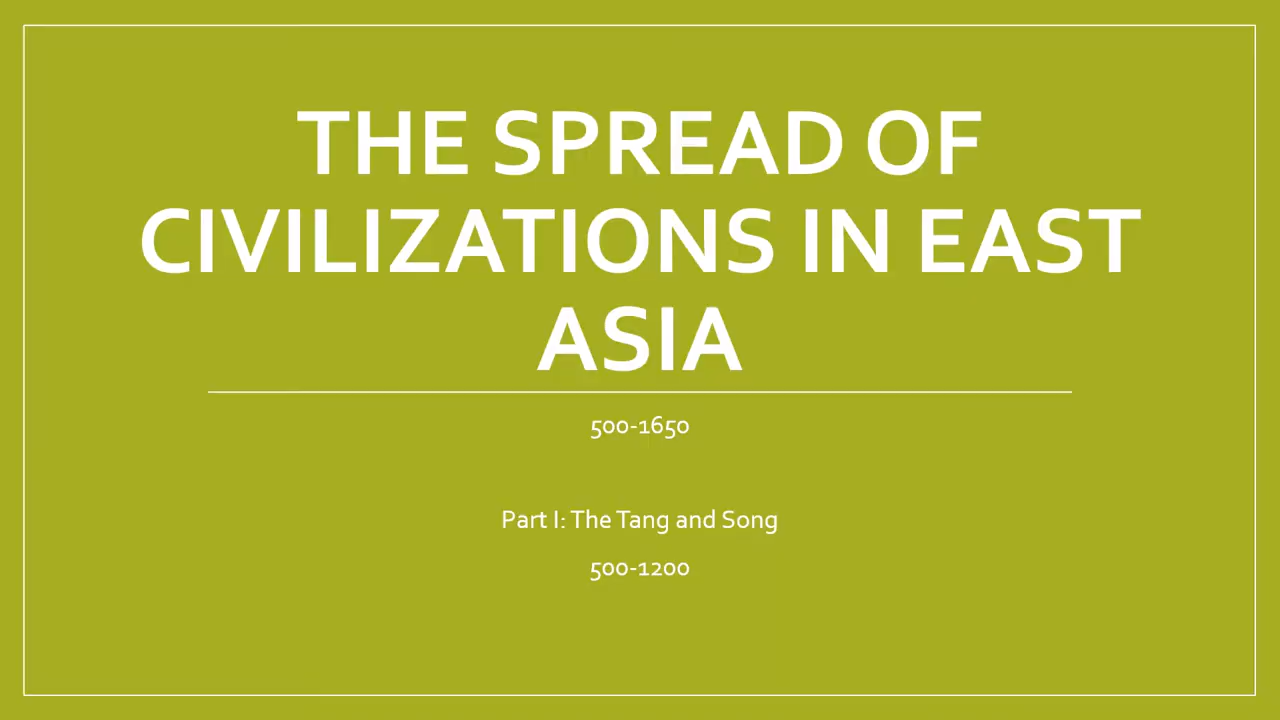 THE SPREAD OF
CIVILIZATIONS IN EAST
ASIA
500-1650
Part I: The Tang and Song
500-1200